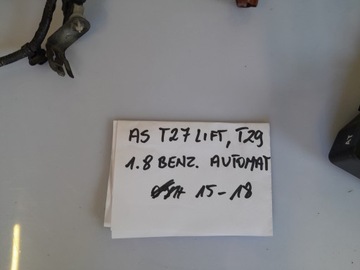 AS T27 LIFT, T29
1.8 BENZ. AUTOMAT
15-18